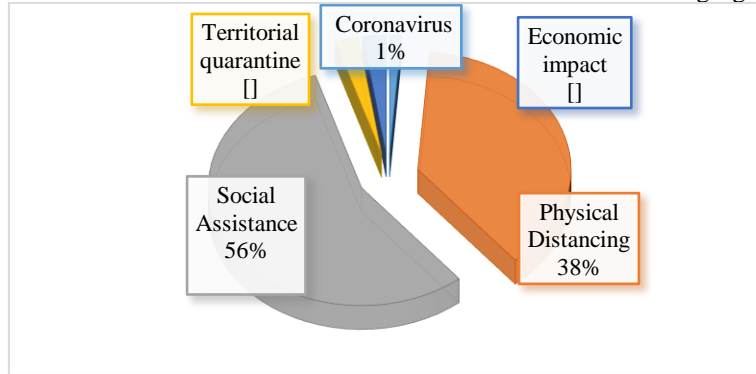 Territorial
quarantine
[]
Coronavirus
1%
Economic
impact
[]
Social
Assistance
56%
Physical
Distancing
38%